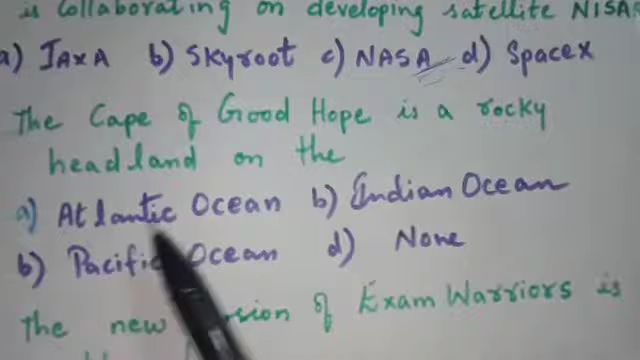 is collaborating on developing satellite NISAR
a) JAXA b) Skyroot c) NASA d) SpaceX
The Cape of Good Hope is a rocky
headland on the
a) Atlantic Ocean b) Indian Ocean
b) Pacific Ocean d) None
The new of Exam Warriors is